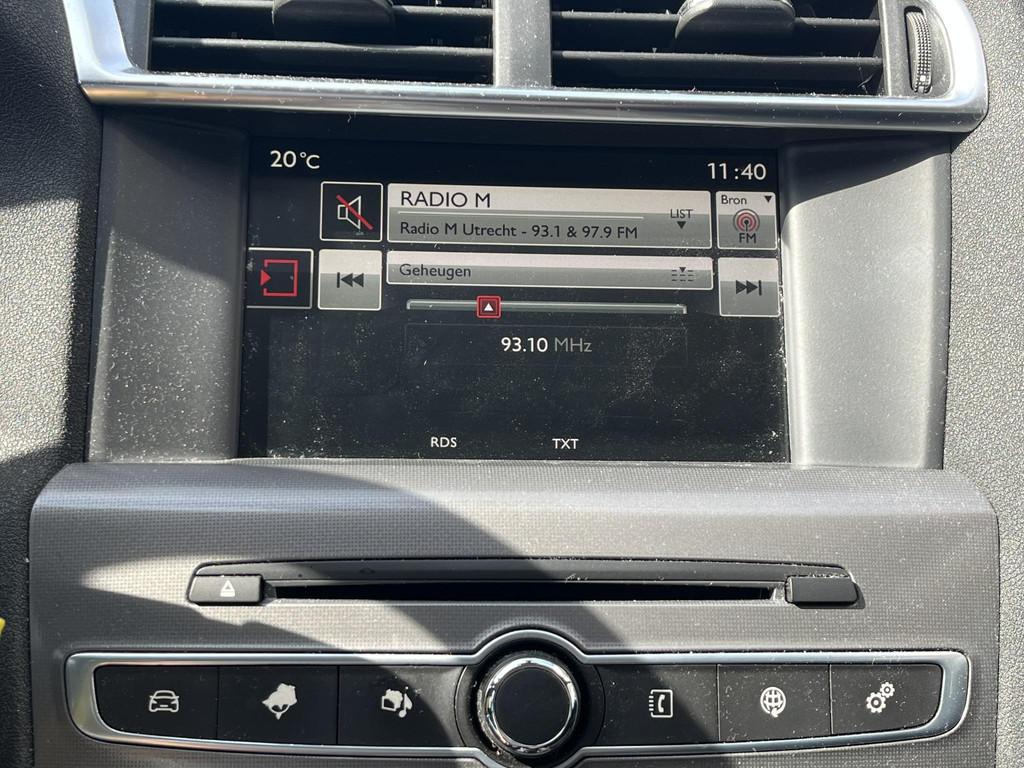 20 °C
11:40
RADIO M
Bron
LIST
Radio M Utrecht - 93.1 & 97.9 FM
FM
Geheugen
93.10 MHz
RDS TXT